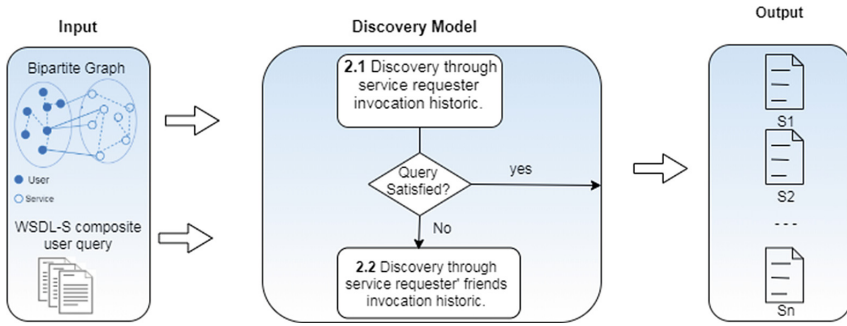 Input
Bipartite Graph
User
Service
WSDL-S composite
user query
Discovery Model
2.1 Discovery through
service requester
invocation historic.
Query
Satisfied?
yes
No
2.2 Discovery through
service requester' friends
invocation historic.
Output
S1
S2
---
Sn